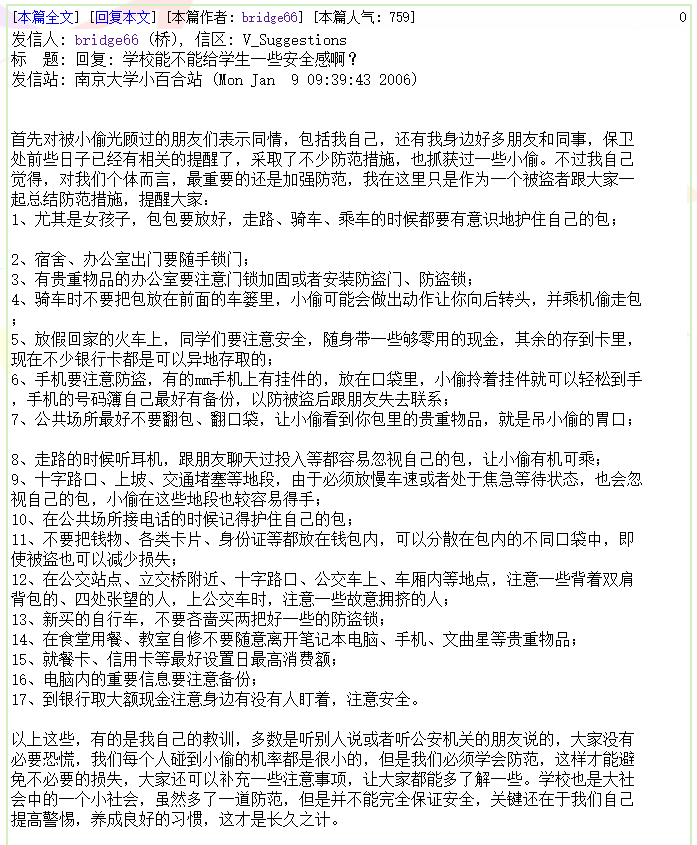 [本篇全文] [回复本文] [本篇作者: bridge66] [本篇人气: 759] 0
发信人: bridge66 (桥), 信区: V_Suggestions
标  题: 回复: 学校能不能给学生一些安全感啊?
发信站: 南京大学小百合站 (Mon Jan  9 09:39:43 2006)
首先对被小偷光顾过的朋友们表示同情，包括我自己，还有我身边好多朋友和同事，保卫
处前些日子已经有相关的提醒了，采取了不少防范措施，也抓获过一些小偷。不过我自己
觉得，对我们个体而言，最重要的还是加强防范，我在这里只是作为一个被盗者跟大家一
起总结防范措施，提醒大家：
1、尤其是女孩子，包包要放好，走路、骑车、乘车的时候都要有意识地护住自己的包；
2、宿舍、办公室出门要随手锁门；
3、有贵重物品的办公室要注意门锁加固或者安装防盗门、防盗锁；
4、骑车时不要把包放在前面的车篓里，小偷可能会做出动作让你向后转头，并乘机偷走包
；
5、放假回家的火车上，同学们要注意安全，随身带一些够零用的现金，其余的存到卡里，
现在不少银行卡都是可以异地存取的；
6、手机要注意防盗，有的mm手机上有挂件的，放在口袋里，小偷拎着挂件就可以轻松到手
，手机的号码簿自己最好有备份，以防被盗后跟朋友失去联系；
7、公共场所最好不要翻包、翻口袋，让小偷看到你包里的贵重物品，就是吊小偷的胃口；
8、走路的时候听耳机，跟朋友聊天过投入等都容易忽视自己的包，让小偷有机可乘；
9、十字路口、上坡、交通堵塞等地段，由于必须放慢车速或者处于焦急等待状态，也会忽
视自己的包，小偷在这些地段也较容易得手；
10、在公共场所接电话的时候记得护住自己的包；
11、不要把钱物、各类卡片、身份证等都放在钱包内，可以分散在包内的不同口袋中，即
使被盗也可以减少损失；
12、在公交站点、立交桥附近、十字路口、公交车上、车厢内等地点，注意一些背着双肩
背包的、四处张望的人，上公交车时，注意一些故意拥挤的人；
13、新买的自行车，不要吝啬买两把好一些的防盗锁；
14、在食堂用餐、教室自修不要随意离开笔记本电脑、手机、文曲星等贵重物品；
15、就餐卡、信用卡等最好设置日最高消费额；
16、电脑内的重要信息要注意备份；
17、到银行取大额现金注意身边有没有人盯着，注意安全。
以上这些，有的是我自己的教训，多数是听别人说或者听公安机关的朋友说的，大家没有
必要恐慌，我们每个人碰到小偷的机率都是很小的，但是我们必须学会防范，这样才能避
免不必要的损失，大家还可以补充一些注意事项，让大家都能多了解一些。学校也是大社
会中的一个小社会，虽然多了一道防范，但是并不能完全保证安全，关键还在于我们自己
提高警惕，养成良好的习惯，这才是长久之计。